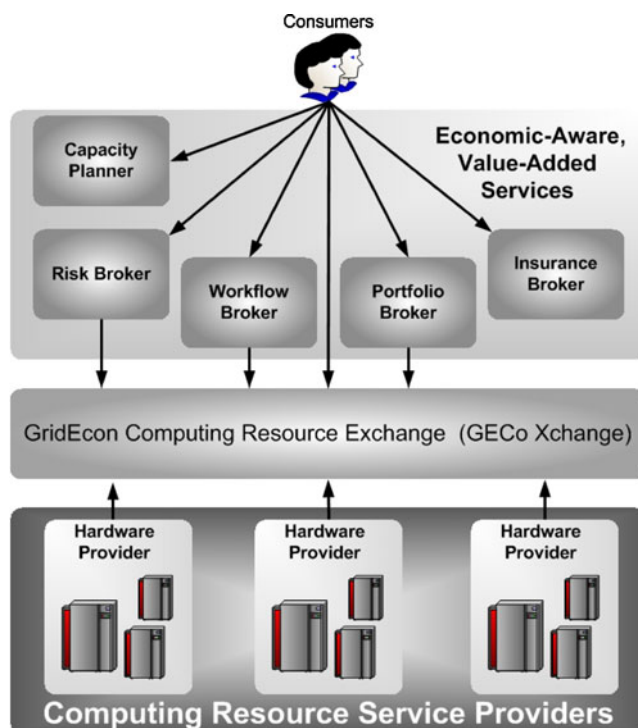 Consumers
Economic-Aware,
Value-Added
Services
Capacity
Planner
Risk Broker
Workflow
Broker
Portfolio
Broker
Insurance
Broker
GridEcon Computing Resource Exchange (GECo Xchange)
Hardware
Provider
Hardware
Provider
Hardware
Provider
Computing Resource Service Providers